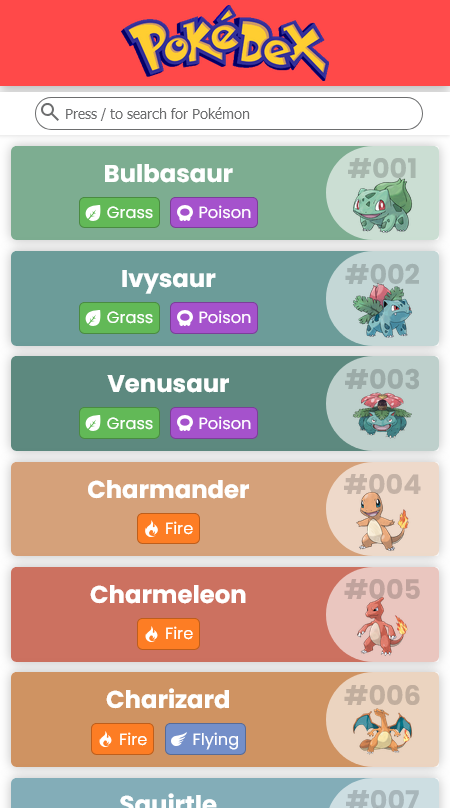 PokéDex
Press / to search for Pokémon
Bulbasaur
#001
Grass Poison
Ivysaur
#002
Grass Poison
Venusaur
#003
Grass Poison
Charmander
#004
Fire
Charmeleon
#005
Fire
Charizard
#006
Fire Flying
Squirtle
#007